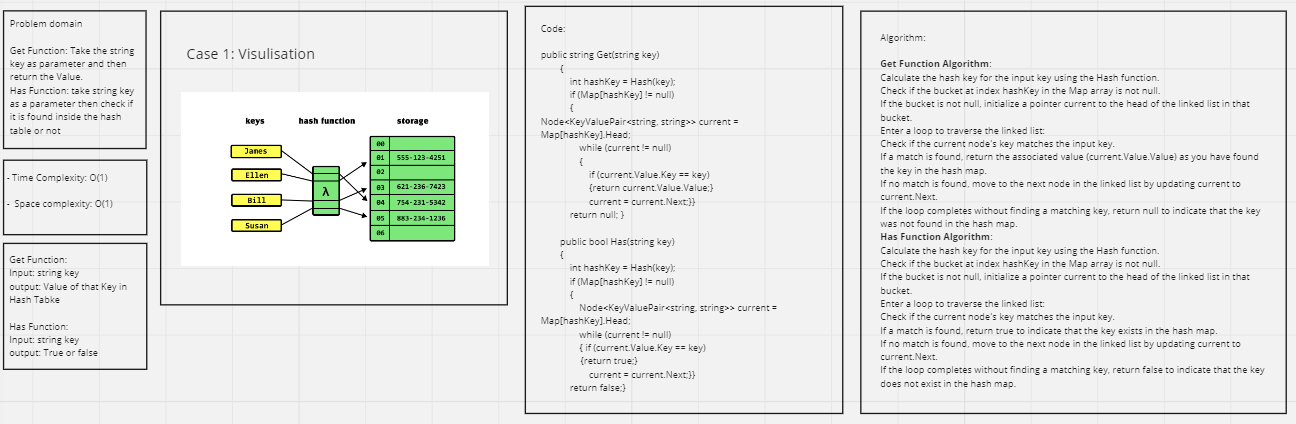 Problem domain
Get Function: Take the string
key as parameter and then
return the Value.
Has Function: take string key
as a parameter then check if
it is found inside the hash
table or not
- Time Complexity: O(1)
- Space complexity: O(1)
Get Function:
Input: string key
output: Value of that Key in
Hash Tabke
Has Function:
Input: string key
output: True or false
Case 1: Visulisation
keys hash function storage
James
Ellen
Bill
Susan
λ
00
01 555-123-4251
02
03 621-236-7423
04 734-231-5342
05 883-234-1236
06
Code:
public string Get(string key)
{
int hashKey = Hash(key);
if (Map[hashKey] != null)
{
Node<KeyValuePair<string, string>> current =
Map[hashKey].Head;
while (current != null)
{
if (current.Value.Key == key)
{return current.Value.Value;}
current = current.Next;}}
return null; }
public bool Has(string key)
{
int hashKey = Hash(key);
if (Map[hashKey] != null)
{
Node<KeyValuePair<string, string>> current =
Map[hashKey].Head;
while (current != null)
{ if (current.Value.Key == key)
{return true;}
current = current.Next;}}
return false;}
Algorithm:
Get Function Algorithm:
Calculate the hash key for the input key using the Hash function.
Check if the bucket at index hashKey in the Map array is not null.
If the bucket is not null, initialize a pointer current to the head of the linked list in that
bucket.
Enter a loop to traverse the linked list:
Check if the current node's key matches the input key.
If a match is found, return the associated value (current.Value.Value) as you have found
the key in the hash map.
If no match is found, move to the next node in the linked list by updating current to
current.Next.
If the loop completes without finding a matching key, return null to indicate that the key
was not found in the hash map.
Has Function Algorithm:
Calculate the hash key for the input key using the Hash function.
Check if the bucket at index hashKey in the Map array is not null.
If the bucket is not null, initialize a pointer current to the head of the linked list in that
bucket.
Enter a loop to traverse the linked list:
Check if the current node's key matches the input key.
If a match is found, return true to indicate that the key exists in the hash map.
If no match is found, move to the next node in the linked list by updating current to
current.Next.
If the loop completes without finding a matching key, return false to indicate that the key
does not exist in the hash map.